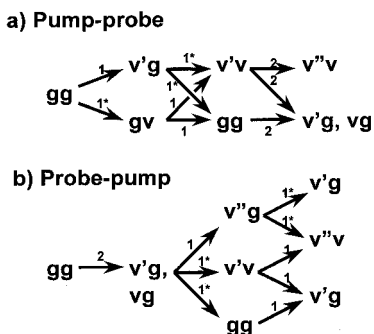 a) Pump-probe
1 v'g 1* v'v 2 v"v
gg 1* 1 2
1* gv 1 gg 2 v'g, vg
b) Probe-pump
v'g
v"g 1* 1*
v"v
gg 2 v'g, 1 1* v'v 1
vg 1* 1 v'g
gg 1